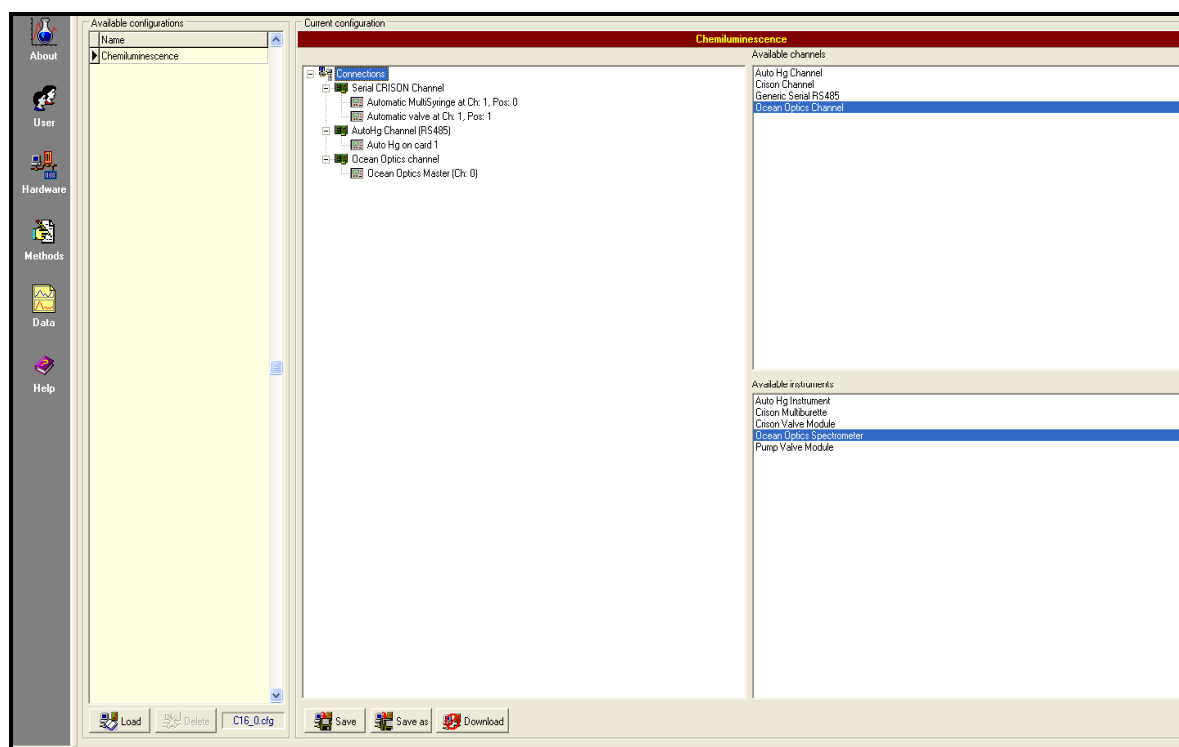 About
User
Hardware
Methods
Data
Help
Available configurations
Name
Chemiluminescence
Load
Delete
C16_0.cfg
Current configuration
Chemiluminescence
Connections
Serial CRISON Channel
Automatic MultiSyringe at Ch: 1, Pos: 0
Automatic valve at Ch: 1, Pos: 1
AutoHg Channel (RS485)
Auto Hg on card 1
Ocean Optics channel
Ocean Optics Master (Ch: 0)
Available channels
Auto Hg Channel
Crison Channel
Generic Serial RS485
Ocean Optics Channel
Available instruments
Auto Hg Instrument
Crison Multiburette
Crison Valve Module
Ocean Optics Spectrometer
Pump Valve Module
Save
Save as
Download